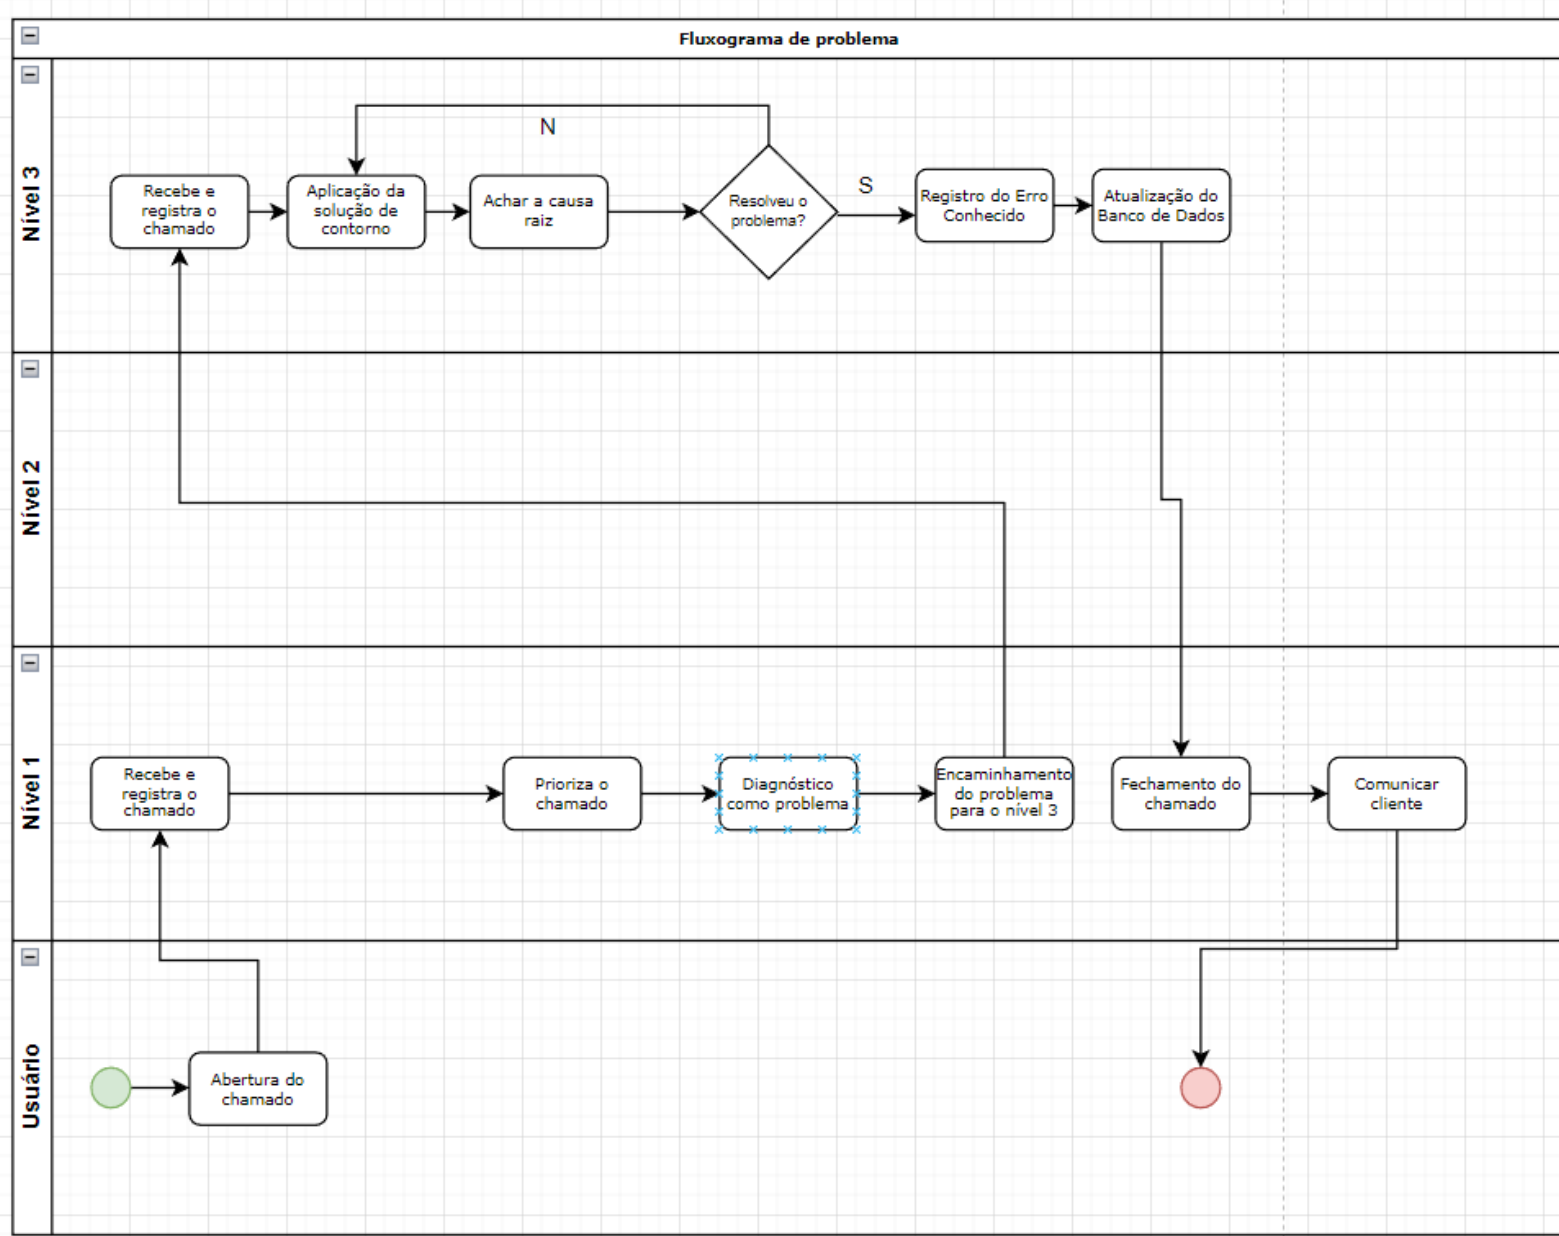 Fluxograma de problema
Nível 3
N
Recebe e
registra o
chamado
Aplicação da
solução de
contorno
Achar a causa
raiz
Resolveu o
problema?
S
Registro do Erro
Conhecido
Atualização do
Banco de Dados
Nível 2
Nível 1
Recebe e
registra o
chamado
Prioriza o
chamado
Diagnóstico
como problema
Encaminhamento
do problema
para o nível 3
Fechamento do
chamado
Comunicar
cliente
Usuário
Abertura do
chamado